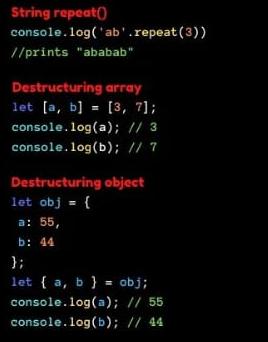 String repeat()
console.log('ab'.repeat(3))
//prints "ababab"
Destructuring array
let [a, b] = [3, 7];
console.log(a); // 3
console.log(b); // 7
Destructuring object
let obj = {
a: 55,
b: 44
};
let { a, b } = obj;
console.log(a); // 55
console.log(b); // 44